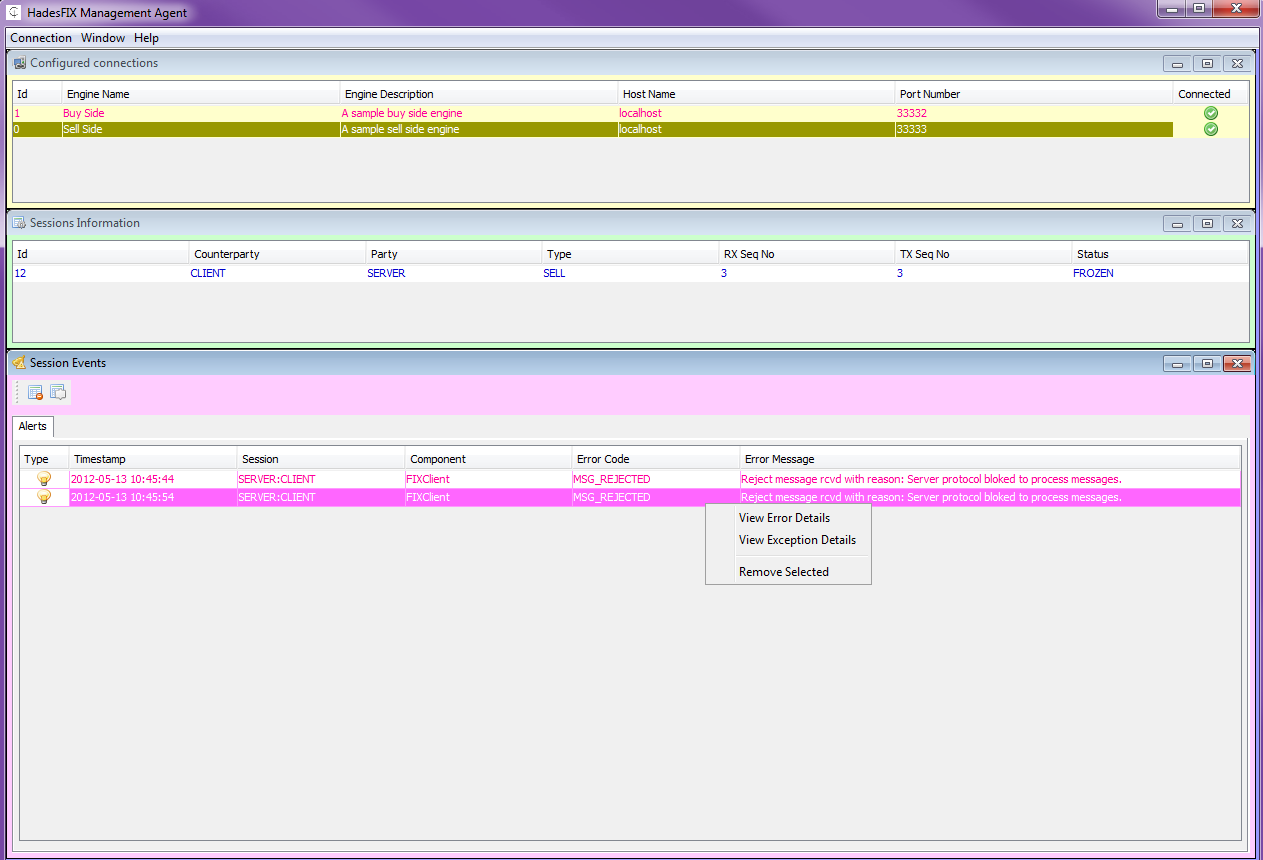 HadesFIX Management Agent
Connection Window Help
Configured connections
Id Engine Name Engine Description Host Name Port Number Connected
1 Buy Side A sample buy side engine localhost 33332
0 Sell Side A sample sell side engine localhost 33333
Sessions Information
Id Counterparty Party Type RX Seq No TX Seq No Status
12 CLIENT SERVER SELL 3 3 FROZEN
Session Events
Alerts
Type Timestamp Session Component Error Code Error Message
2012-05-13 10:45:44 SERVER:CLIENT FIXClient MSG_REJECTED Reject message rcvd with reason: Server protocol bloked to process messages.
2012-05-13 10:45:54 SERVER:CLIENT FIXClient MSG_REJECTED Reject message rcvd with reason: Server protocol bloked to process messages.
View Error Details
View Exception Details
Remove Selected